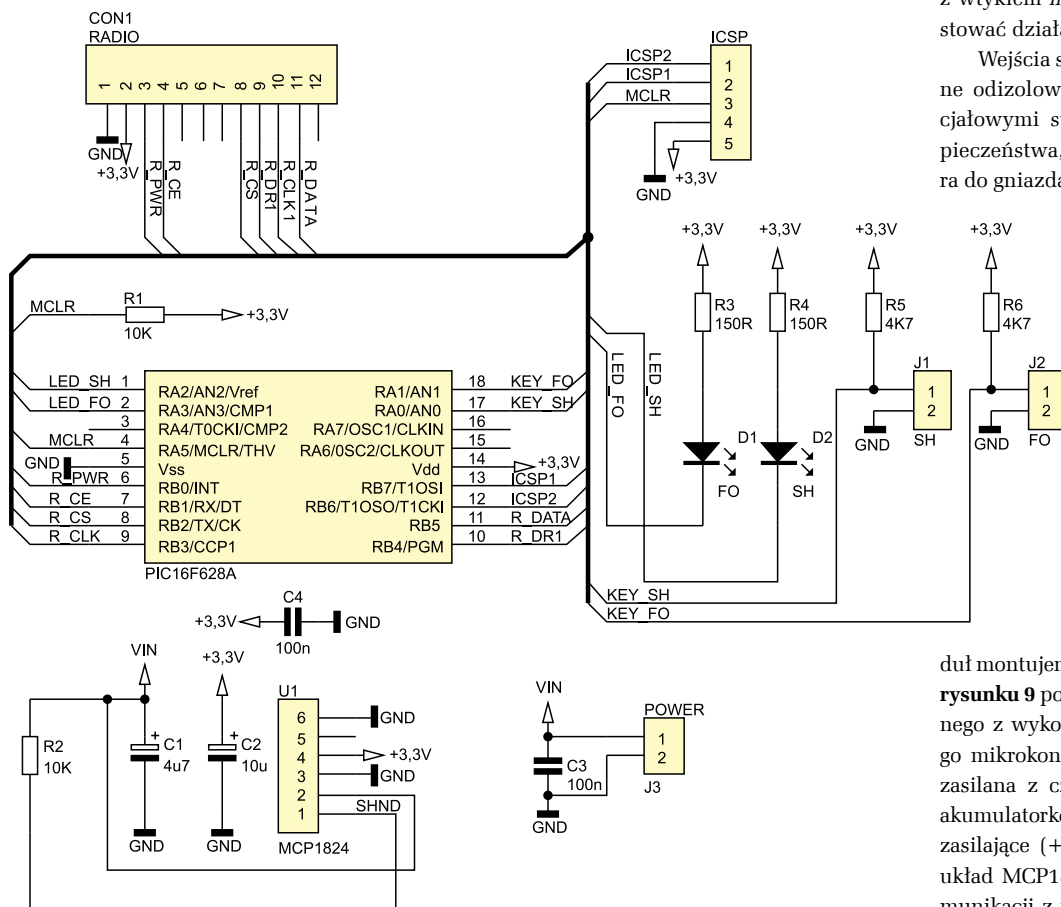 CON1
RADIO
1 2 3 4 5 6 7 8 9 10 11 12
GND
+3,3V
R_PWR
R_CE
R_CS
R_DR1
R_CLK1
R_DATA
ICSP
ICSP2 1
ICSP1 2
MCLR 3
4
5
GND
+3,3V
stować działa
Wejścia s
ne odizolow
cjałowymi s
pieczeństwa,
ra do gniazda
MCLR
R1
10K
+3,3V
LED_SH 1 RA2/AN2/Vref RA1/AN1 18 KEY_FO
LED_FO 2 RA3/AN3/CMP1 RA0/AN0 17 KEY_SH
3 RA4/T0CKI/CMP2 RA7/OSC1/CLKIN 16
MCLR 4 RA5/MCLR/THV RA6/0SC2/CLKOUT 15
GND 5 Vss Vdd 14 +3,3V
R_PWR 6 RB0/INT RB7/T1OSI 13 ICSP1
R_CE 7 RB1/RX/DT RB6/T1OSO/T1CKI 12 ICSP2
R_CS 8 RB2/TX/CK RB5 11 R_DATA
R_CLK 9 RB3/CCP1 RB4/PGM 10 R_DR1
PIC16F628A
+3,3V +3,3V +3,3V +3,3V
R3
150R
R4
150R
R5
4K7
R6
4K7
LED_FO
LED_SH
D1
FO
D2
SH
J1
1
2
GND
SH
J2
1
2
GND
FO
KEY_SH
KEY_FO
C4
+3,3V
GND
100n
VIN
+3,3V
R2
10K
+
C1
4u7
GND
+
C2
10u
GND
U1
6 GND
5
4 +3,3V
3 GND
2
1 SHND
MCP1824
VIN
C3
100n
GND
POWER
1
2
J3
duł montujem
rysunku 9 po
nego z wyko
go mikrokon
zasilana z c
akumulatork
zasilające (+
układ MCP1